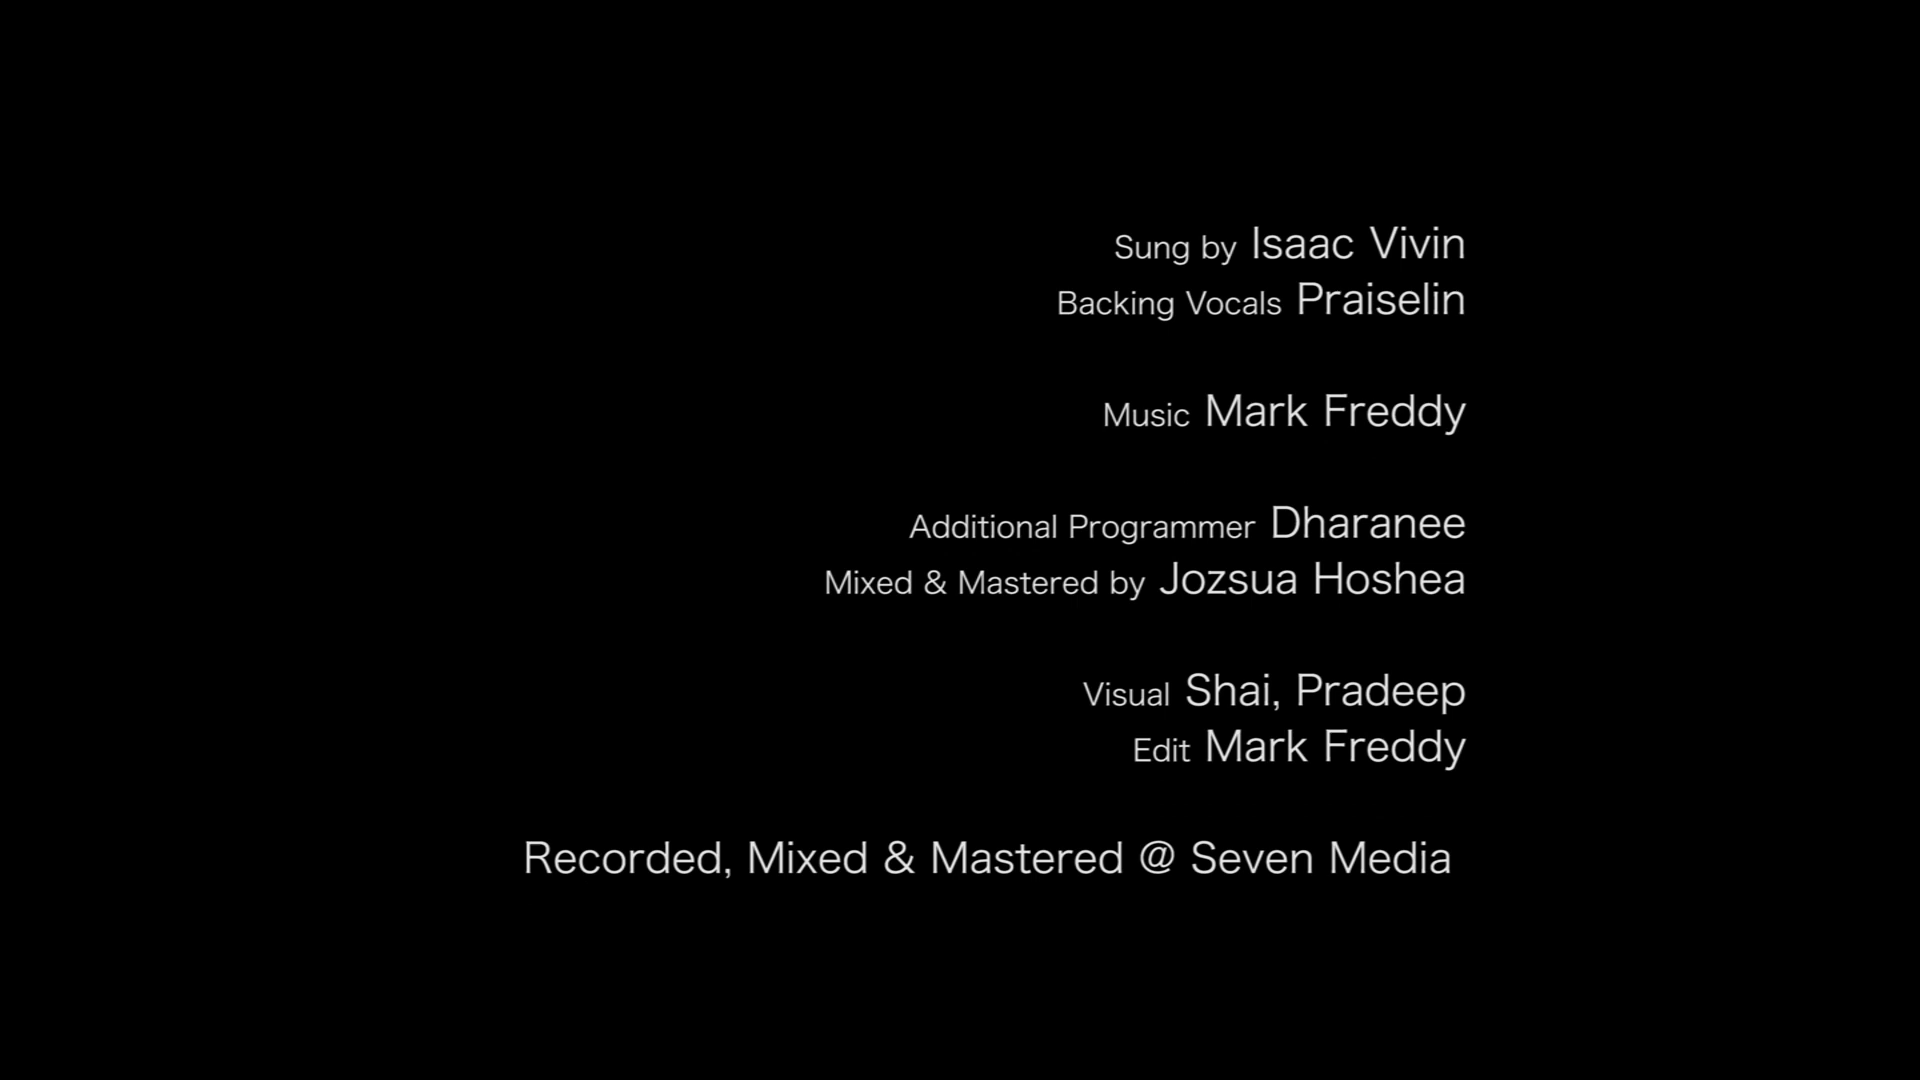 Sung by Isaac Vivin
Backing Vocals Praiselin
Music Mark Freddy
Additional Programmer Dharanee
Mixed & Mastered by Jozsua Hoshea
Visual Shai, Pradeep
Edit Mark Freddy
Recorded, Mixed & Mastered @ Seven Media